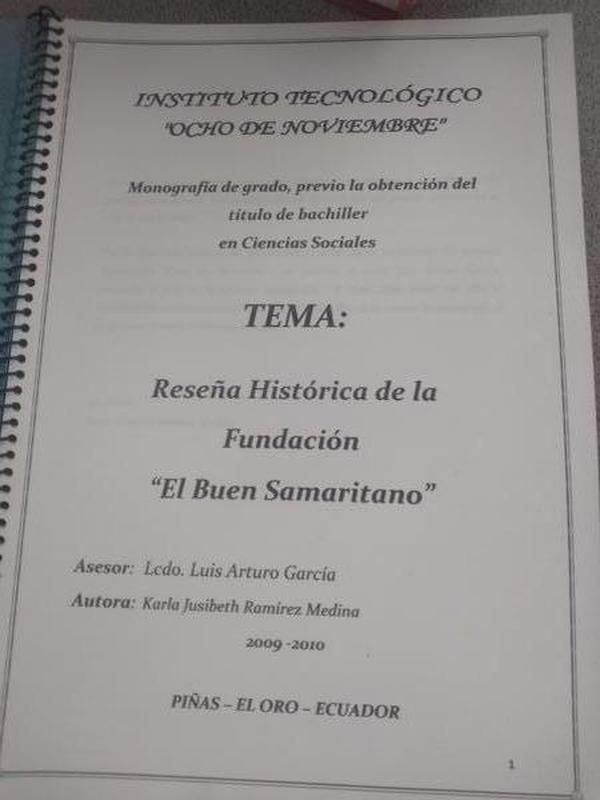 INSTITUTO TECNOLÓGICO
"OCHO DE NOVIEMBRE"
Monografía de grado, previo la obtención del
título de bachiller
en Ciencias Sociales
TEMA:
Reseña Histórica de la
Fundación
“El Buen Samaritano”
Asesor: Lcdo. Luis Arturo García
Autora: Karla Jusibeth Ramírez Medina
2009 -2010
PIÑAS – EL ORO – ECUADOR
1